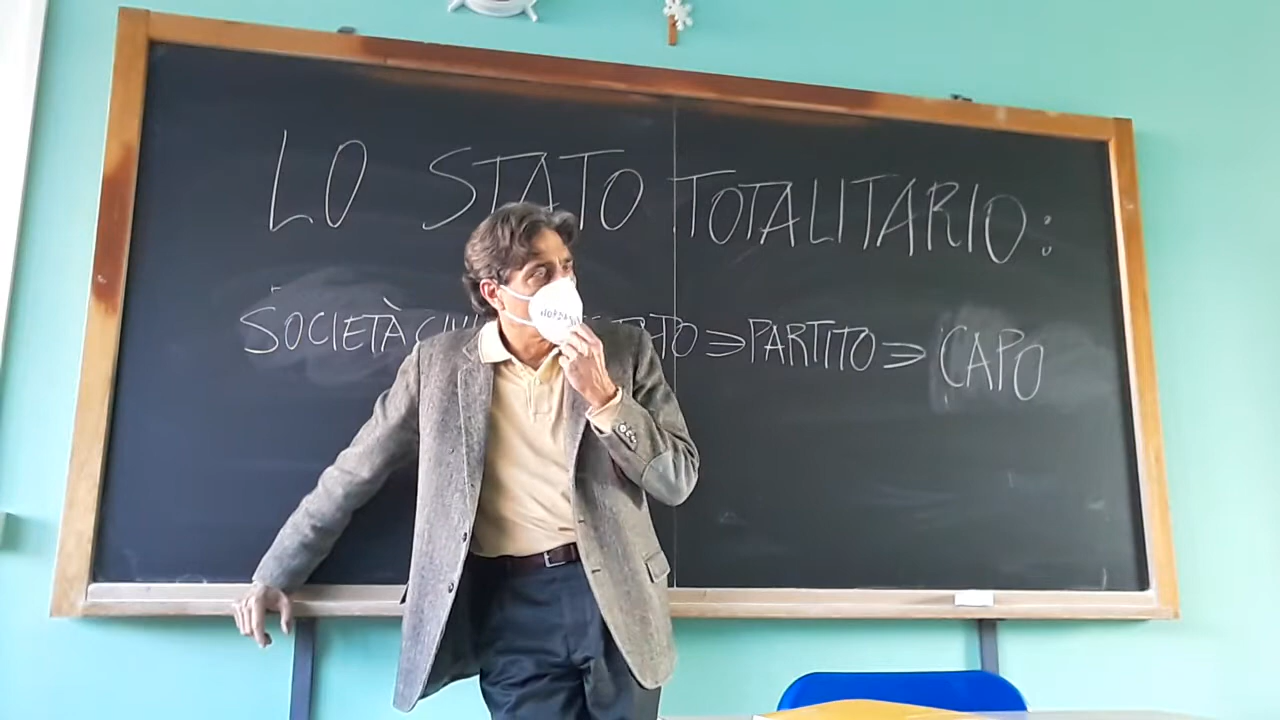 LO STATO TOTALITARIO:
SOCIETÀ ⇒ PARTITO ⇒ CAPO